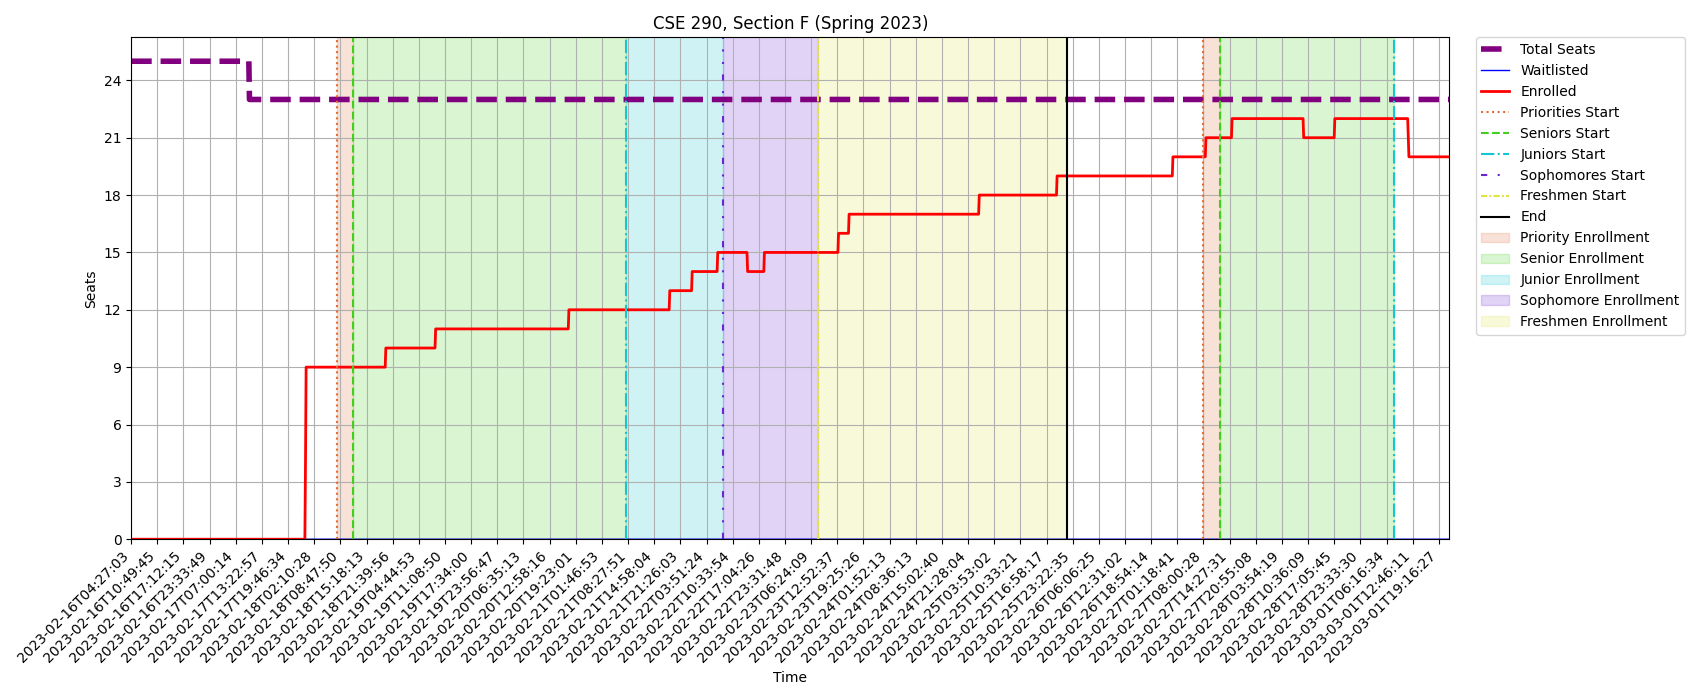 CSE 290, Section F (Spring 2023)
Seats
24
21
18
15
12
9
6
3
0
2023-02-16T04:27:03
2023-02-16T10:49:45
2023-02-16T17:12:15
2023-02-16T23:33:49
2023-02-17T07:00:14
2023-02-17T13:22:57
2023-02-17T19:46:34
2023-02-18T02:10:28
2023-02-18T08:47:50
2023-02-18T15:18:13
2023-02-18T21:39:56
2023-02-19T04:44:53
2023-02-19T11:08:50
2023-02-19T17:34:00
2023-02-19T23:56:47
2023-02-20T06:35:13
2023-02-20T12:58:16
2023-02-20T19:23:01
2023-02-21T01:46:53
2023-02-21T08:27:51
2023-02-21T14:58:04
2023-02-21T21:26:03
2023-02-22T03:51:24
2023-02-22T10:33:54
2023-02-22T17:04:26
2023-02-22T23:31:48
2023-02-23T06:24:09
2023-02-23T12:52:37
2023-02-23T19:25:26
2023-02-24T01:52:13
2023-02-24T08:36:13
2023-02-24T15:02:40
2023-02-24T21:28:04
2023-02-25T03:53:02
2023-02-25T10:33:21
2023-02-25T16:58:17
2023-02-25T23:22:35
2023-02-26T06:06:25
2023-02-26T12:31:02
2023-02-26T18:54:14
2023-02-27T01:18:41
2023-02-27T08:00:28
2023-02-27T14:27:31
2023-02-27T20:55:08
2023-02-28T03:54:19
2023-02-28T10:36:09
2023-02-28T17:05:45
2023-02-28T23:33:30
2023-03-01T06:16:34
2023-03-01T12:46:11
2023-03-01T19:16:27
Time
Total Seats
Waitlisted
Enrolled
Priorities Start
Seniors Start
Juniors Start
Sophomores Start
Freshmen Start
End
Priority Enrollment
Senior Enrollment
Junior Enrollment
Sophomore Enrollment
Freshmen Enrollment